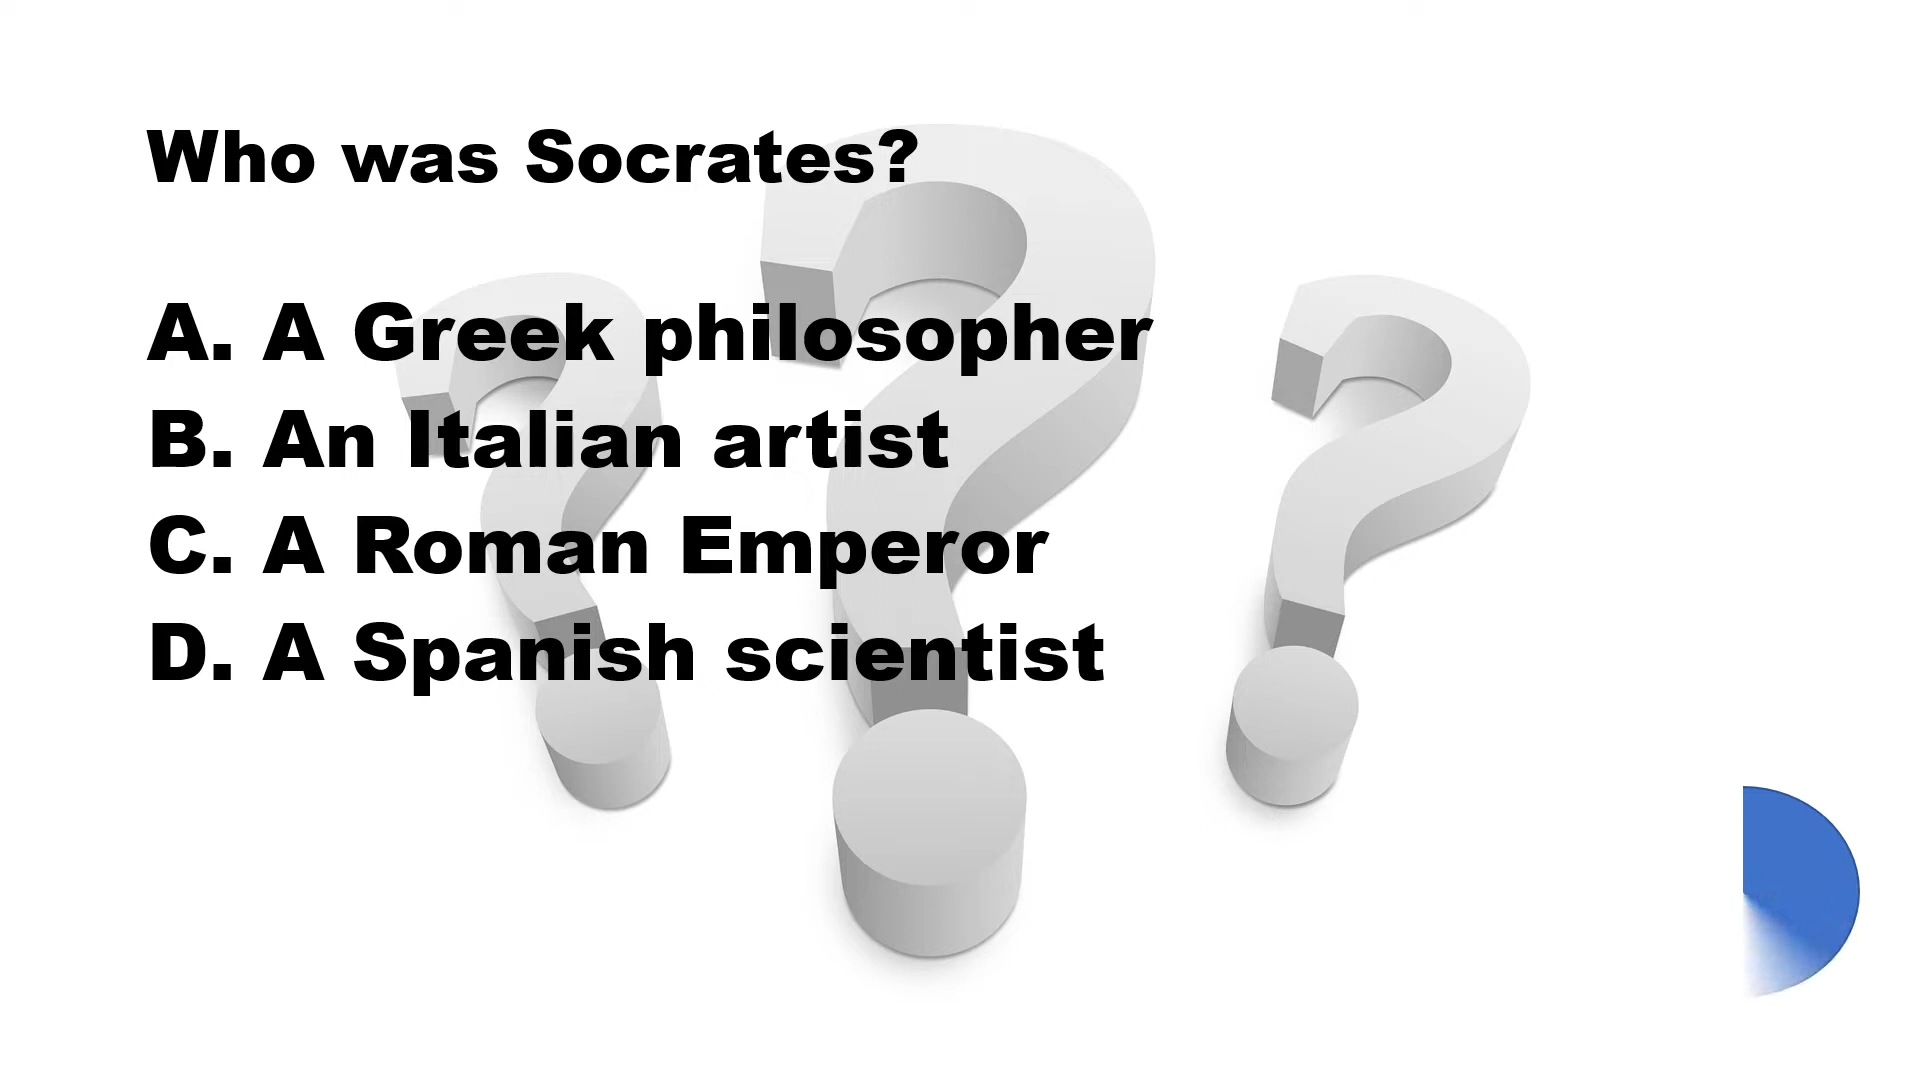 Who was Socrates?
A. A Greek philosopher
B. An Italian artist
C. A Roman Emperor
D. A Spanish scientist